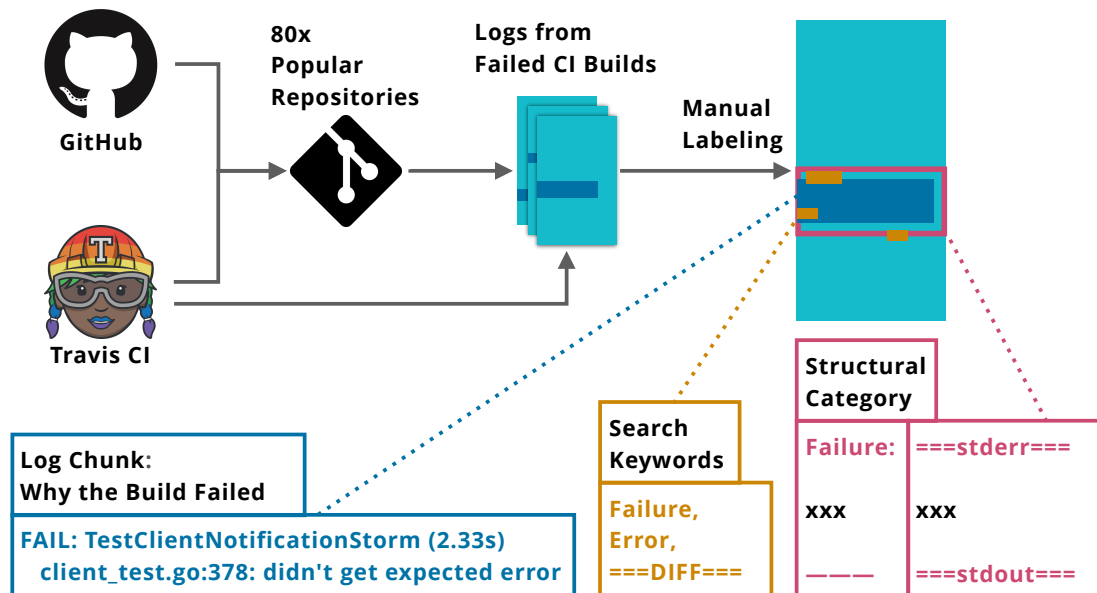 GitHub
80x
Popular
Repositories
Logs from
Failed CI Builds
Manual
Labeling
T
Travis CI
Log Chunk:
Why the Build Failed
FAIL: TestClientNotificationStorm (2.33s)
client_test.go:378: didn't get expected error
Search
Keywords
Failure,
Error,
===DIFF===
Structural
Category
Failure:
xxx
———
===stderr===
xxx
===stdout===